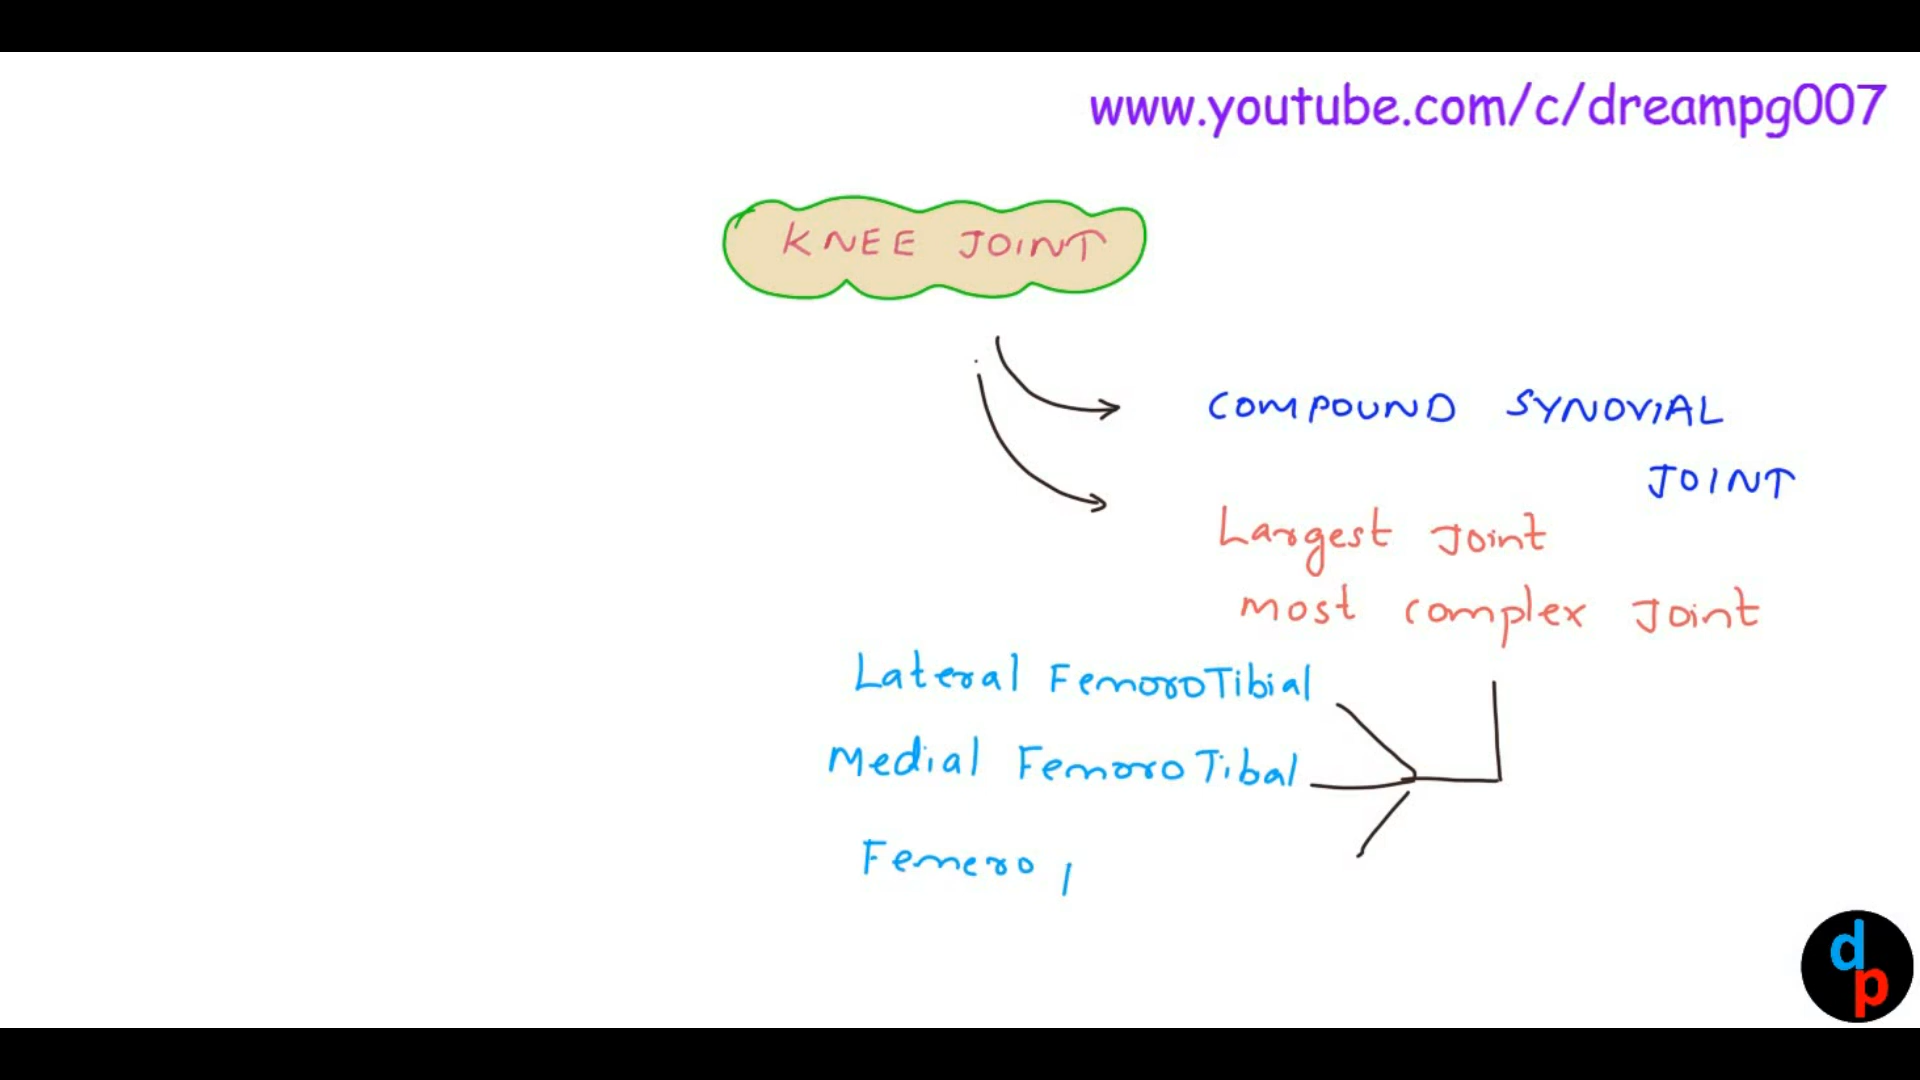 www.youtube.com/c/dreampg007
KNEE JOINT
COMPOUND SYNOVIAL
JOINT
Largest Joint
most complex Joint
Lateral FemoroTibial
Medial FemoroTibal
Femero
dp